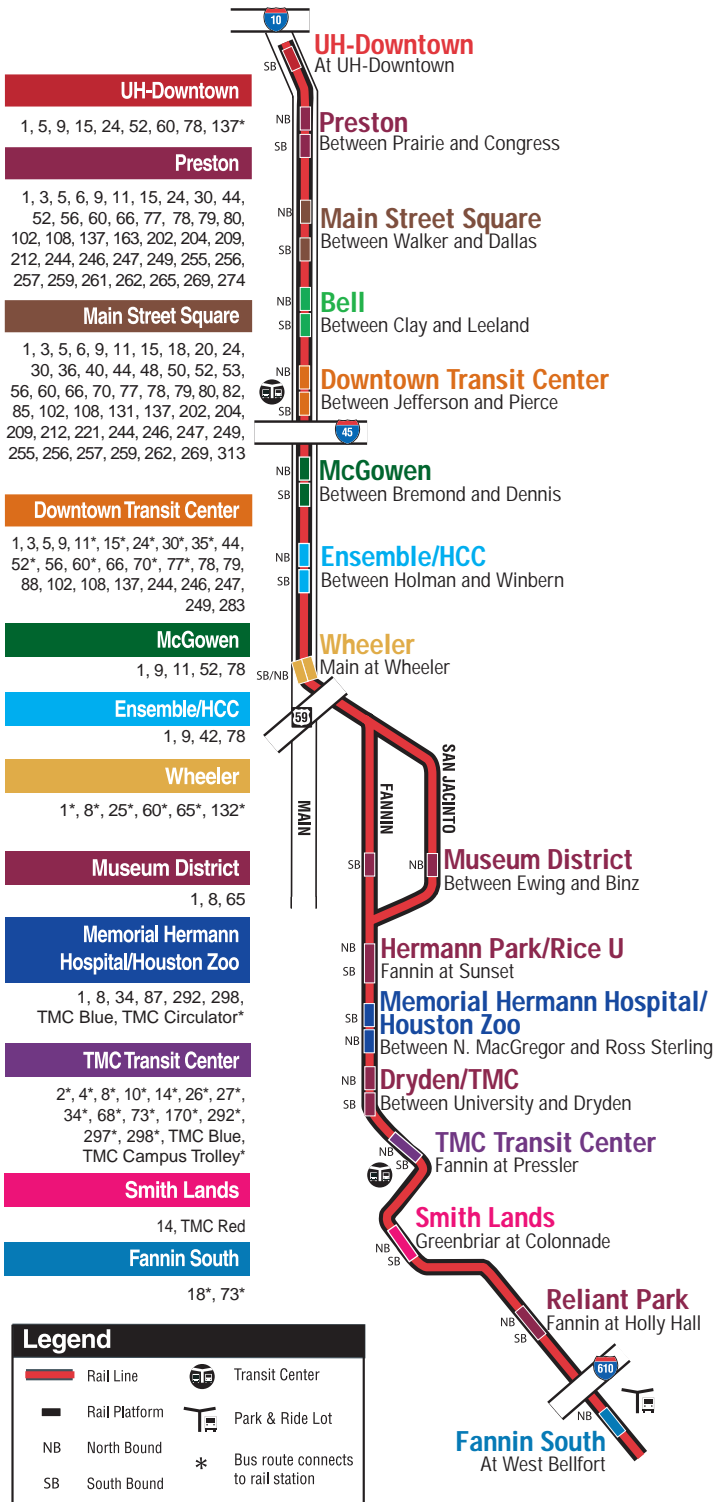 10
UH-Downtown
At UH-Downtown
SB
UH-Downtown
1, 5, 9, 15, 24, 52, 60, 78, 137*
NB
SB
Preston
Between Prairie and Congress
Preston
1, 3, 5, 6, 9, 11, 15, 24, 30, 44,
52, 56, 60, 66, 77, 78, 79, 80,
102, 108, 137, 163, 202, 204, 209,
212, 244, 246, 247, 249, 255, 256,
257, 259, 261, 262, 265, 269, 274
NB
SB
Main Street Square
Between Walker and Dallas
Main Street Square
1, 3, 5, 6, 9, 11, 15, 18, 20, 24,
30, 36, 40, 44, 48, 50, 52, 53,
56, 60, 66, 70, 77, 78, 79, 80, 82,
85, 102, 108, 131, 137, 202, 204,
209, 212, 221, 244, 246, 247, 249,
255, 256, 257, 259, 262, 269, 313
NB
SB
Bell
Between Clay and Leeland
NB
SB
Downtown Transit Center
Between Jefferson and Pierce
45
NB
SB
McGowen
Between Bremond and Dennis
Downtown Transit Center
1, 3, 5, 9, 11*, 15*, 24*, 30*, 35*, 44,
52*, 56, 60*, 66, 70*, 77*, 78, 79,
88, 102, 108, 137, 244, 246, 247,
249, 283
NB
SB
Ensemble/HCC
Between Holman and Winbern
McGowen
1, 9, 11, 52, 78
SB/NB
Wheeler
Main at Wheeler
Ensemble/HCC
1, 9, 42, 78
59
Wheeler
1*, 8*, 25*, 60*, 65*, 132*
MAIN
FANNIN
SAN JACINTO
Museum District
1, 8, 65
SB
NB
Museum District
Between Ewing and Binz
Memorial Hermann
Hospital/Houston Zoo
1, 8, 34, 87, 292, 298,
TMC Blue, TMC Circulator*
NB
SB
Hermann Park/Rice U
Fannin at Sunset
SB
NB
Memorial Hermann Hospital/
Houston Zoo
Between N. MacGregor and Ross Sterling
TMC Transit Center
2*, 4*, 8*, 10*, 14*, 26*, 27*,
34*, 68*, 73*, 170*, 292*,
297*, 298*, TMC Blue,
TMC Campus Trolley*
NB
SB
Dryden/TMC
Between University and Dryden
NB
SB
TMC Transit Center
Fannin at Pressler
Smith Lands
14, TMC Red
NB
SB
Smith Lands
Greenbriar at Colonnade
Fannin South
18*, 73*
NB
SB
Reliant Park
Fannin at Holly Hall
610
NB
Fannin South
At West Bellfort
Legend
Rail Line
Transit Center
Rail Platform
Park & Ride Lot
NB
North Bound
*
Bus route connects
to rail station
SB
South Bound